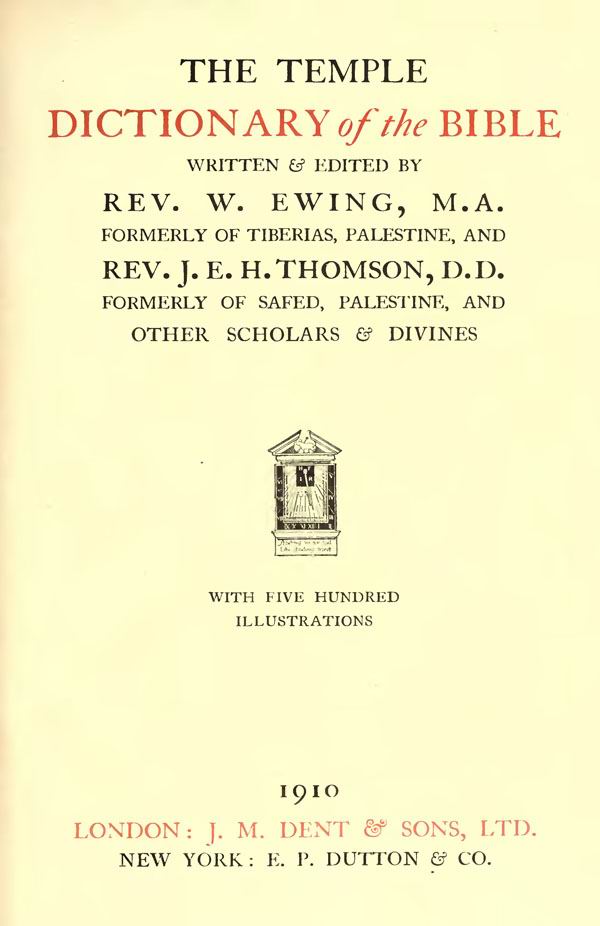 THE TEMPLE
DICTIONARY of the BIBLE
WRITTEN & EDITED BY
REV. W. EWING, M.A.
FORMERLY OF TIBERIAS, PALESTINE, AND
REV. J. E. H. THOMSON, D.D.
FORMERLY OF SAFED, PALESTINE, AND
OTHER SCHOLARS & DIVINES
WITH FIVE HUNDRED
ILLUSTRATIONS
1910
LONDON: J. M. DENT & SONS, LTD.
NEW YORK: E. P. DUTTON & CO.